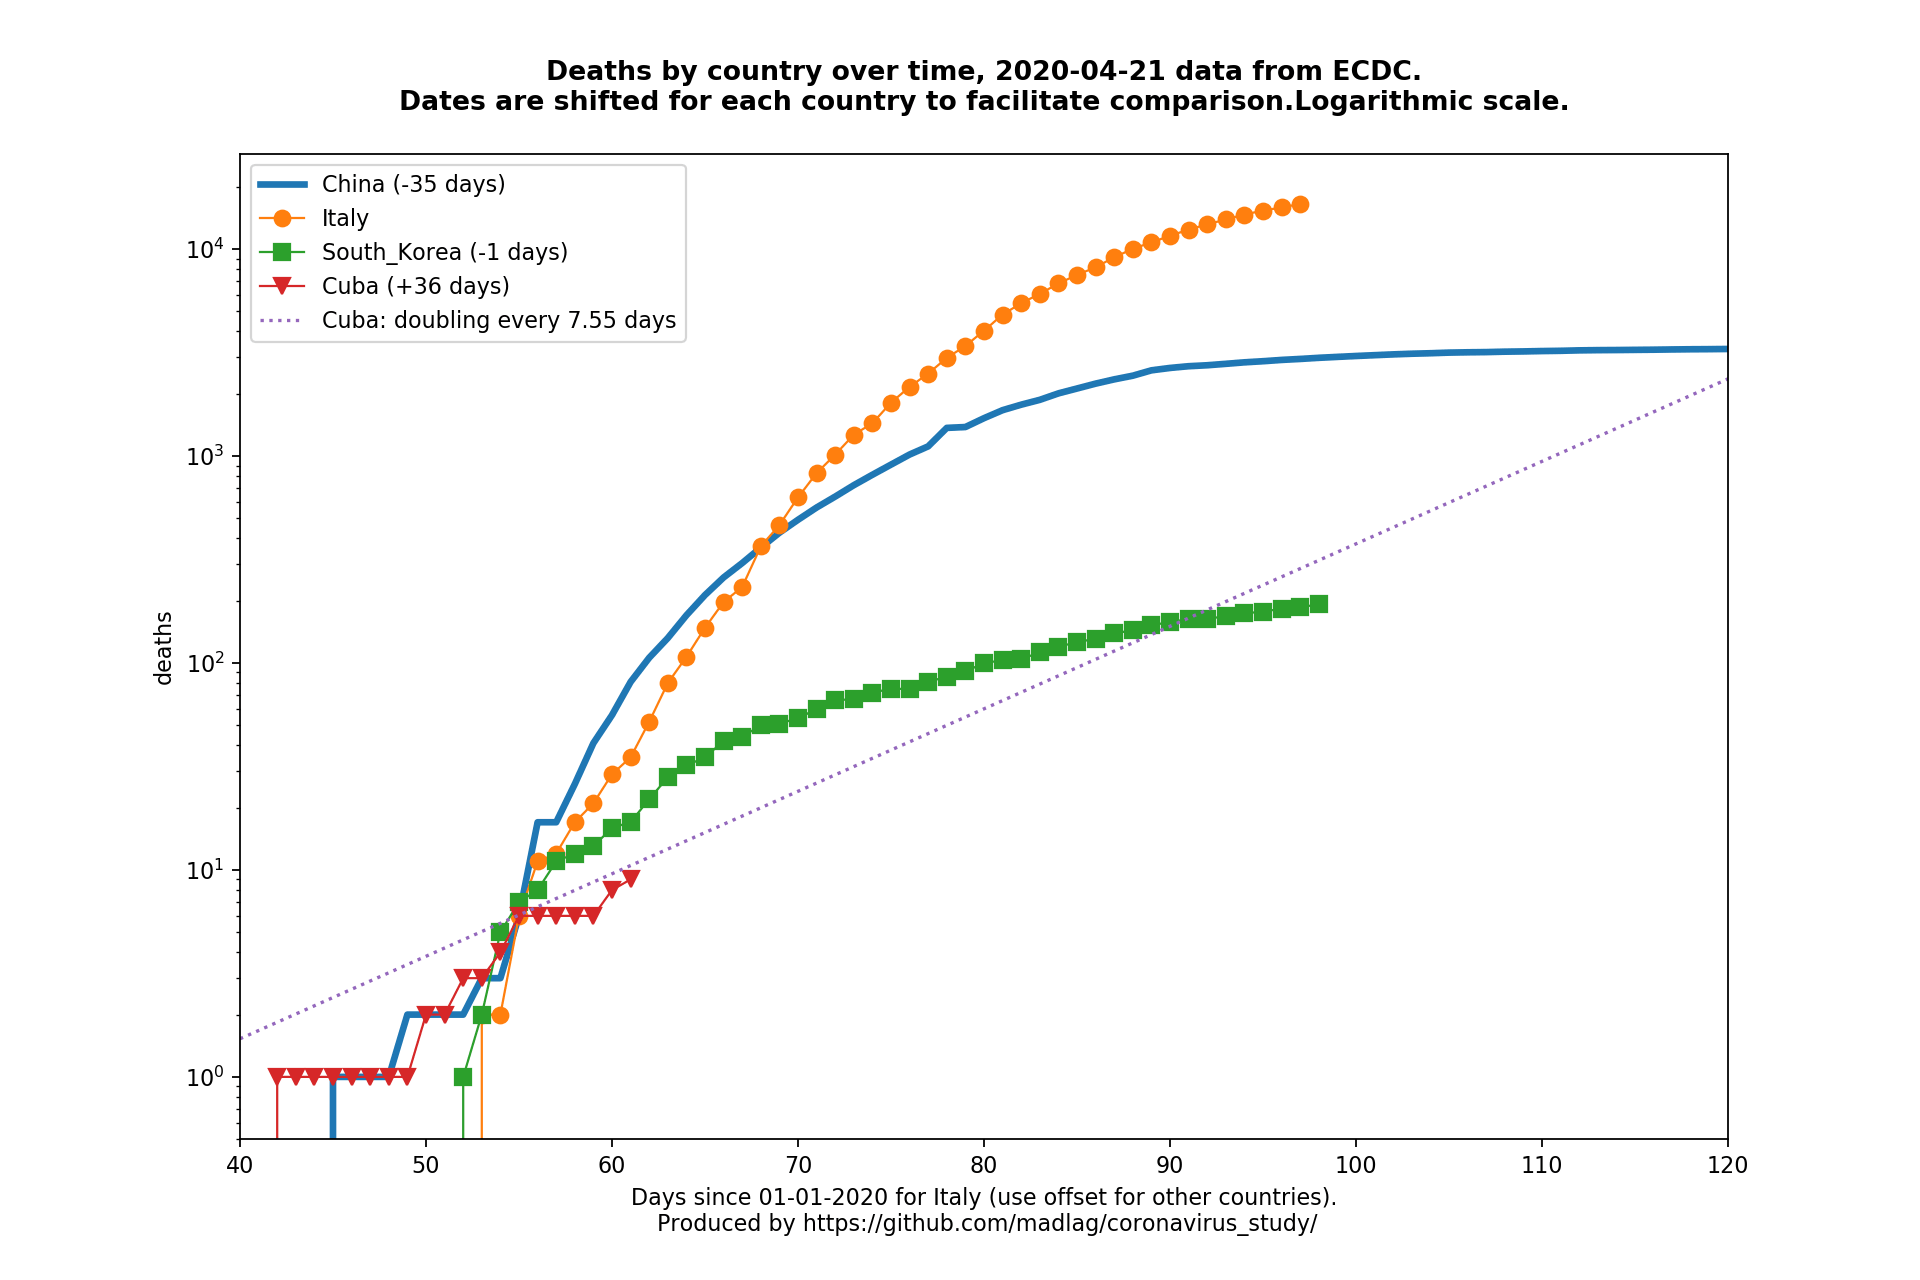 Deaths by country over time, 2020-04-21 data from ECDC.
Dates are shifted for each country to facilitate comparison.Logarithmic scale.
China (-35 days)
Italy
South_Korea (-1 days)
Cuba (+36 days)
Cuba: doubling every 7.55 days
deaths
10⁴
10³
10²
10¹
10⁰
40 50 60 70 80 90 100 110 120
Days since 01-01-2020 for Italy (use offset for other countries).
Produced by https://github.com/madlag/coronavirus_study/